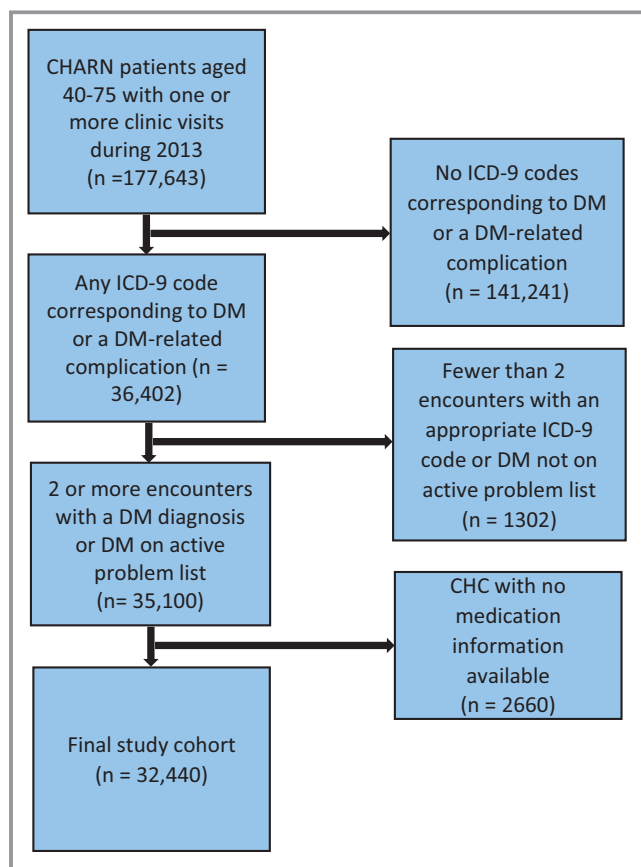 CHARN patients aged
40-75 with one or
more clinic visits
during 2013
(n =177,643)
No ICD-9 codes
corresponding to DM
or a DM-related
complication
(n = 141,241)
Any ICD-9 code
corresponding to DM
or a DM-related
complication (n =
36,402)
Fewer than 2
encounters with an
appropriate ICD-9
code or DM not on
active problem list
(n = 1302)
2 or more encounters
with a DM diagnosis
or DM on active
problem list
(n= 35,100)
CHC with no
medication
information
available
(n = 2660)
Final study cohort
(n = 32,440)